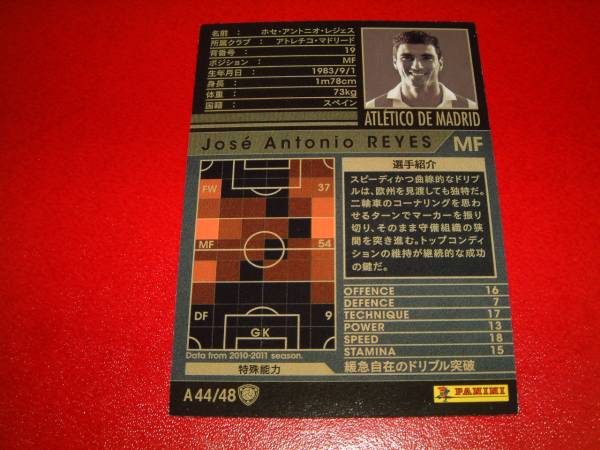 名前 : ホセ・アントニオ・レジェス
所属クラブ : アトレチコ・マドリード
背番号 : 19
ポジション : MF
生年月日 : 1983/9/1
身長 : 1m78cm
体重 : 73kg
国籍 : スペイン
ATLÉTICO DE MADRID
José Antonio REYES MF
FW 37
MF 54
DF 9
GK
Data from 2010-2011 season.
選手紹介
スピーディかつ曲線的なドリブ
ルは、欧州を見渡しても独特だ。
二輪車のコーナリングを思わ
せるターンでマーカーを振り
切り、そのまま守備組織の狭
間を突き進む。トップコンディ
ションの維持が継続的な成功
の鍵だ。
OFFENCE 16
DEFENCE 7
TECHNIQUE 17
POWER 13
SPEED 18
STAMINA 15
特殊能力
緩急自在のドリブル突破
A 44/48
PANINI